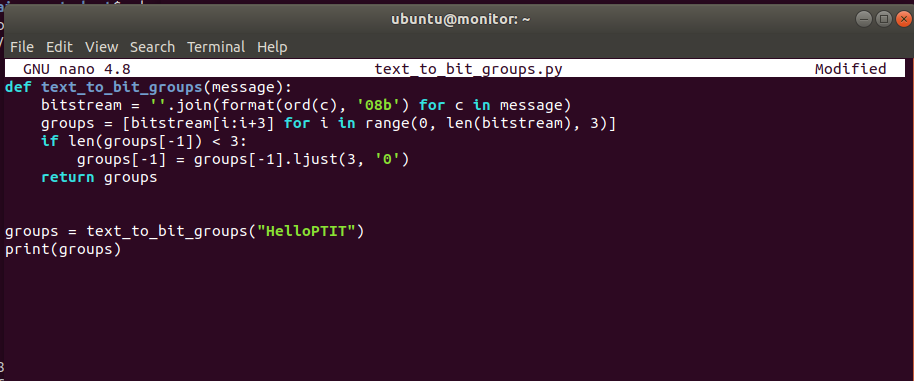 ubuntu@monitor: ~
File Edit View Search Terminal Help
GNU nano 4.8 text_to_bit_groups.py Modified
def text_to_bit_groups(message):
    bitstream = ''.join(format(ord(c), '08b') for c in message)
    groups = [bitstream[i:i+3] for i in range(0, len(bitstream), 3)]
    if len(groups[-1]) < 3:
        groups[-1] = groups[-1].ljust(3, '0')
    return groups
groups = text_to_bit_groups("HelloPTIT")
print(groups)